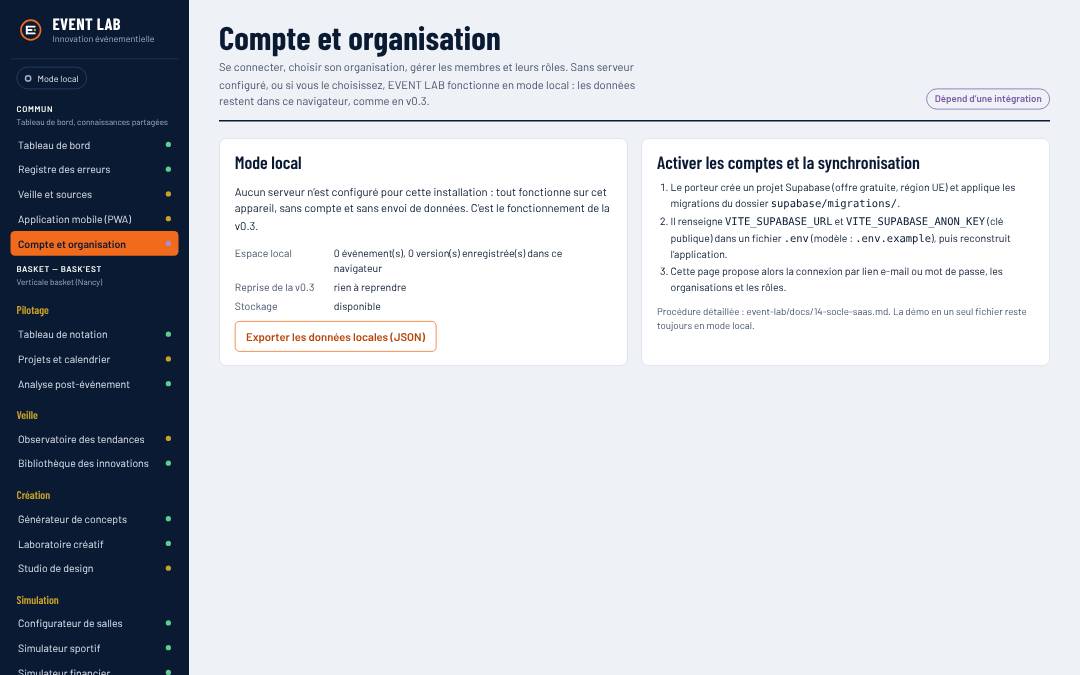 EVENT LAB
Innovation événementielle
Mode local
COMMUN
Tableau de bord, connaissances partagées
Tableau de bord
Registre des erreurs
Veille et sources
Application mobile (PWA)
Compte et organisation
BASKET — BASK'EST
Verticale basket (Nancy)
Pilotage
Tableau de notation
Projets et calendrier
Analyse post-événement
Veille
Observatoire des tendances
Bibliothèque des innovations
Création
Générateur de concepts
Laboratoire créatif
Studio de design
Simulation
Configurateur de salles
Simulateur sportif
Simulateur financier
Compte et organisation
Se connecter, choisir son organisation, gérer les membres et leurs rôles. Sans serveur
configuré, ou si vous le choisissez, EVENT LAB fonctionne en mode local : les données
restent dans ce navigateur, comme en v0.3.
Dépend d'une intégration
Mode local
Aucun serveur n'est configuré pour cette installation : tout fonctionne sur cet
appareil, sans compte et sans envoi de données. C'est le fonctionnement de la
v0.3.
Espace local 0 événement(s), 0 version(s) enregistrée(s) dans ce
navigateur
Reprise de la v0.3 rien à reprendre
Stockage disponible
Exporter les données locales (JSON)
Activer les comptes et la synchronisation
1. Le porteur crée un projet Supabase (offre gratuite, région UE) et applique les
migrations du dossier supabase/migrations/.
2. Il renseigne VITE_SUPABASE_URL et VITE_SUPABASE_ANON_KEY (clé
publique) dans un fichier .env (modèle : .env.example), puis reconstruit
l'application.
3. Cette page propose alors la connexion par lien e-mail ou mot de passe, les
organisations et les rôles.
Procédure détaillée : event-lab/docs/14-socle-saas.md. La démo en un seul fichier reste
toujours en mode local.